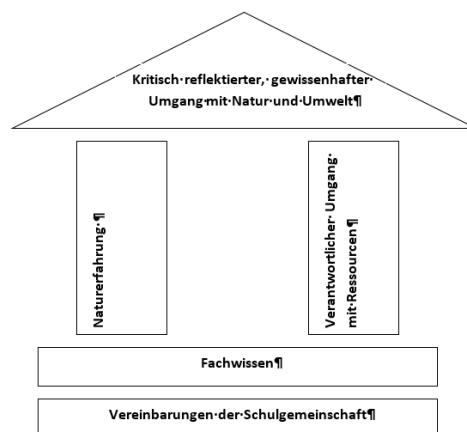 Kritisch·reflektierter,·gewissenhafter·
Umgang·mit·Natur·und·Umwelt¶
Naturerfahrung·¶
Verantwortlicher·Umgang·
mit·Ressourcen¶
Fachwissen¶
Vereinbarungen·der·Schulgemeinschaft¶